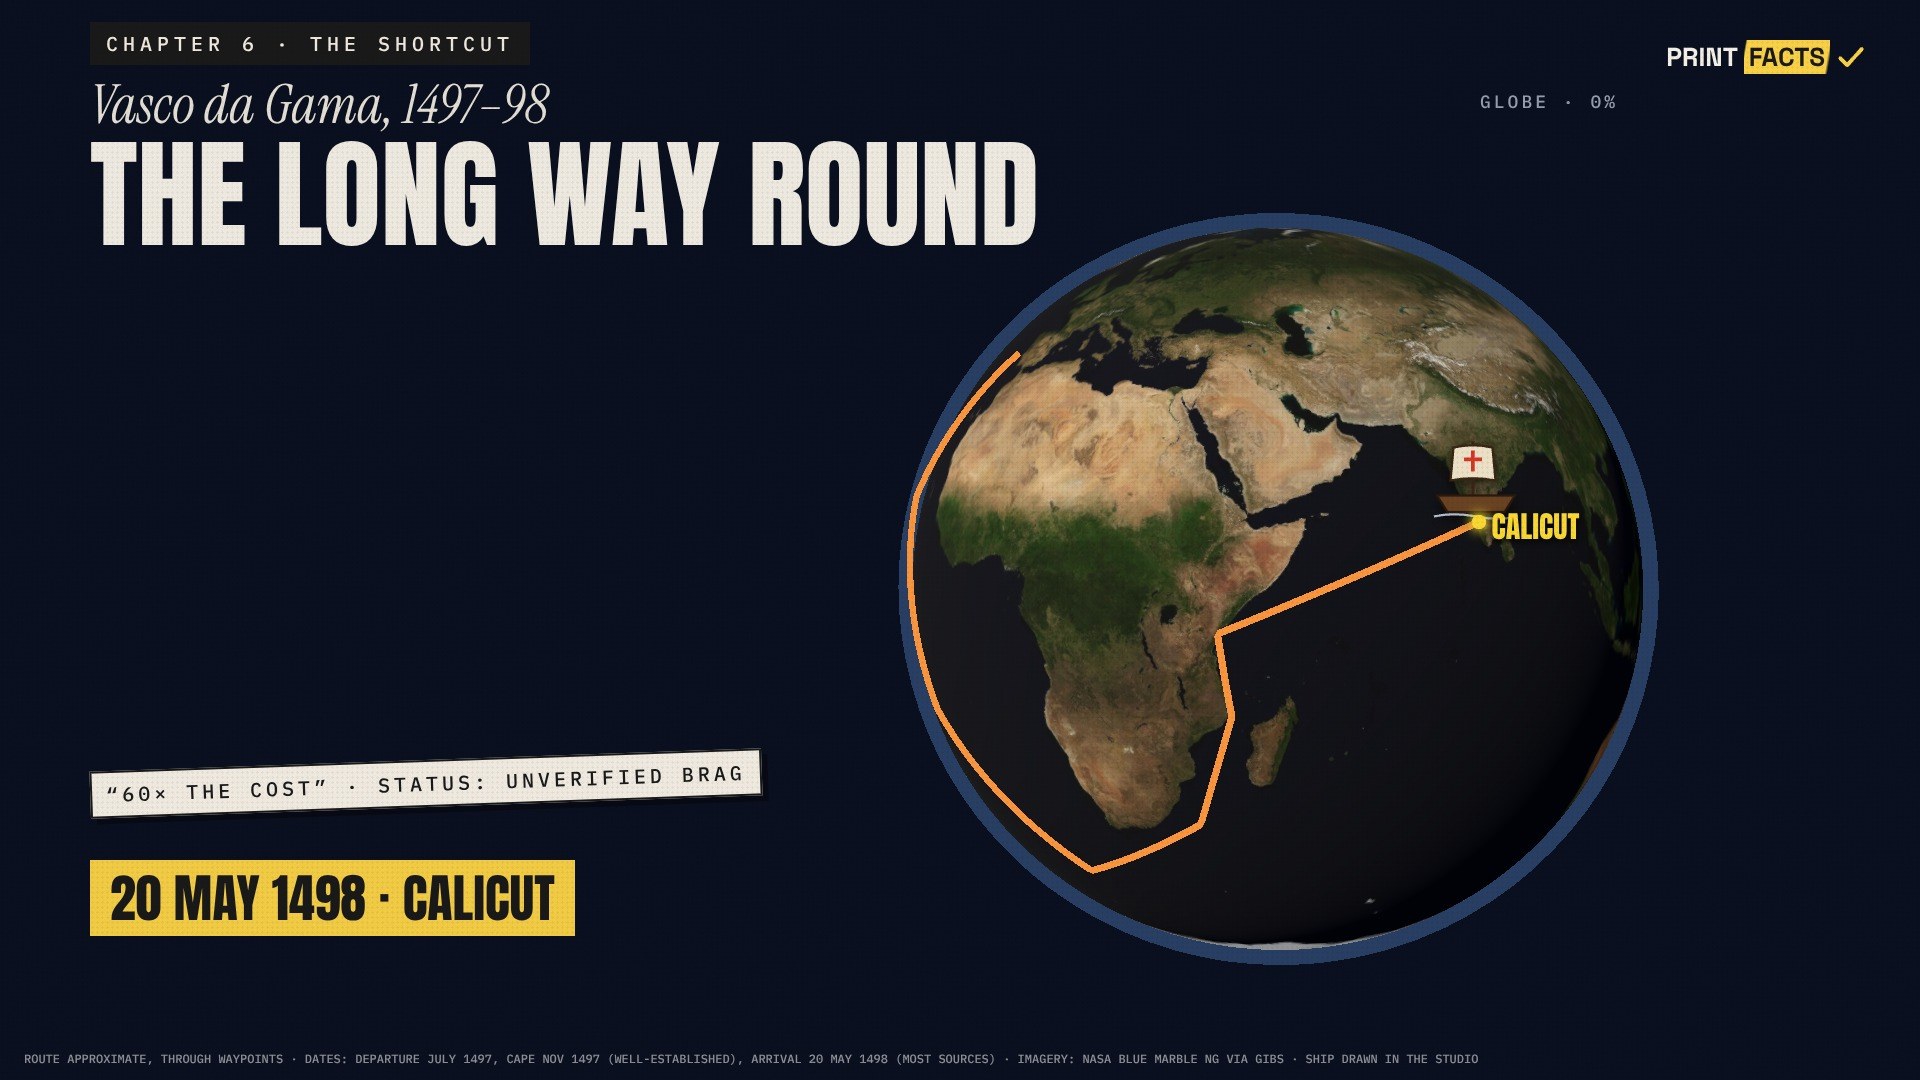 CHAPTER 6 · THE SHORTCUT
PRINT FACTS
Vasco da Gama, 1497–98
GLOBE · 0%
THE LONG WAY ROUND
CALICUT
“60× THE COST” · STATUS: UNVERIFIED BRAG
20 MAY 1498 · CALICUT
ROUTE APPROXIMATE, THROUGH WAYPOINTS · DATES: DEPARTURE JULY 1497, CAPE NOV 1497 (WELL-ESTABLISHED), ARRIVAL 20 MAY 1498 (MOST SOURCES) · IMAGERY: NASA BLUE MARBLE NG VIA GIBS · SHIP DRAWN IN THE STUDIO